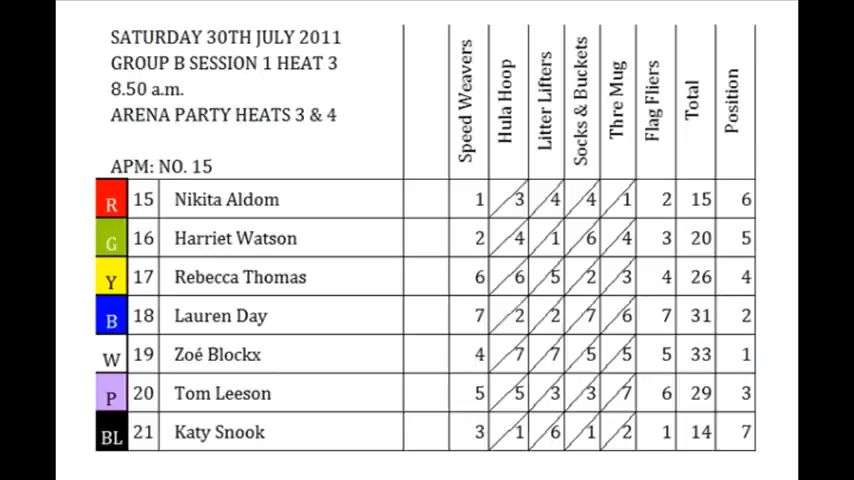 SATURDAY 30TH JULY 2011
GROUP B SESSION 1 HEAT 3
8.50 a.m.
ARENA PARTY HEATS 3 & 4
APM: NO. 15
Speed Weavers Hula Hoop Litter Lifters Socks & Buckets Thre Mug Flag Fliers Total Position
R 15 Nikita Aldom 1 3 4 4 1 2 15 6
G 16 Harriet Watson 2 4 1 6 4 3 20 5
Y 17 Rebecca Thomas 6 6 5 2 3 4 26 4
B 18 Lauren Day 7 2 2 7 6 7 31 2
W 19 Zoé Blockx 4 7 7 5 5 5 33 1
P 20 Tom Leeson 5 5 3 3 7 6 29 3
BL 21 Katy Snook 3 1 6 1 2 1 14 7